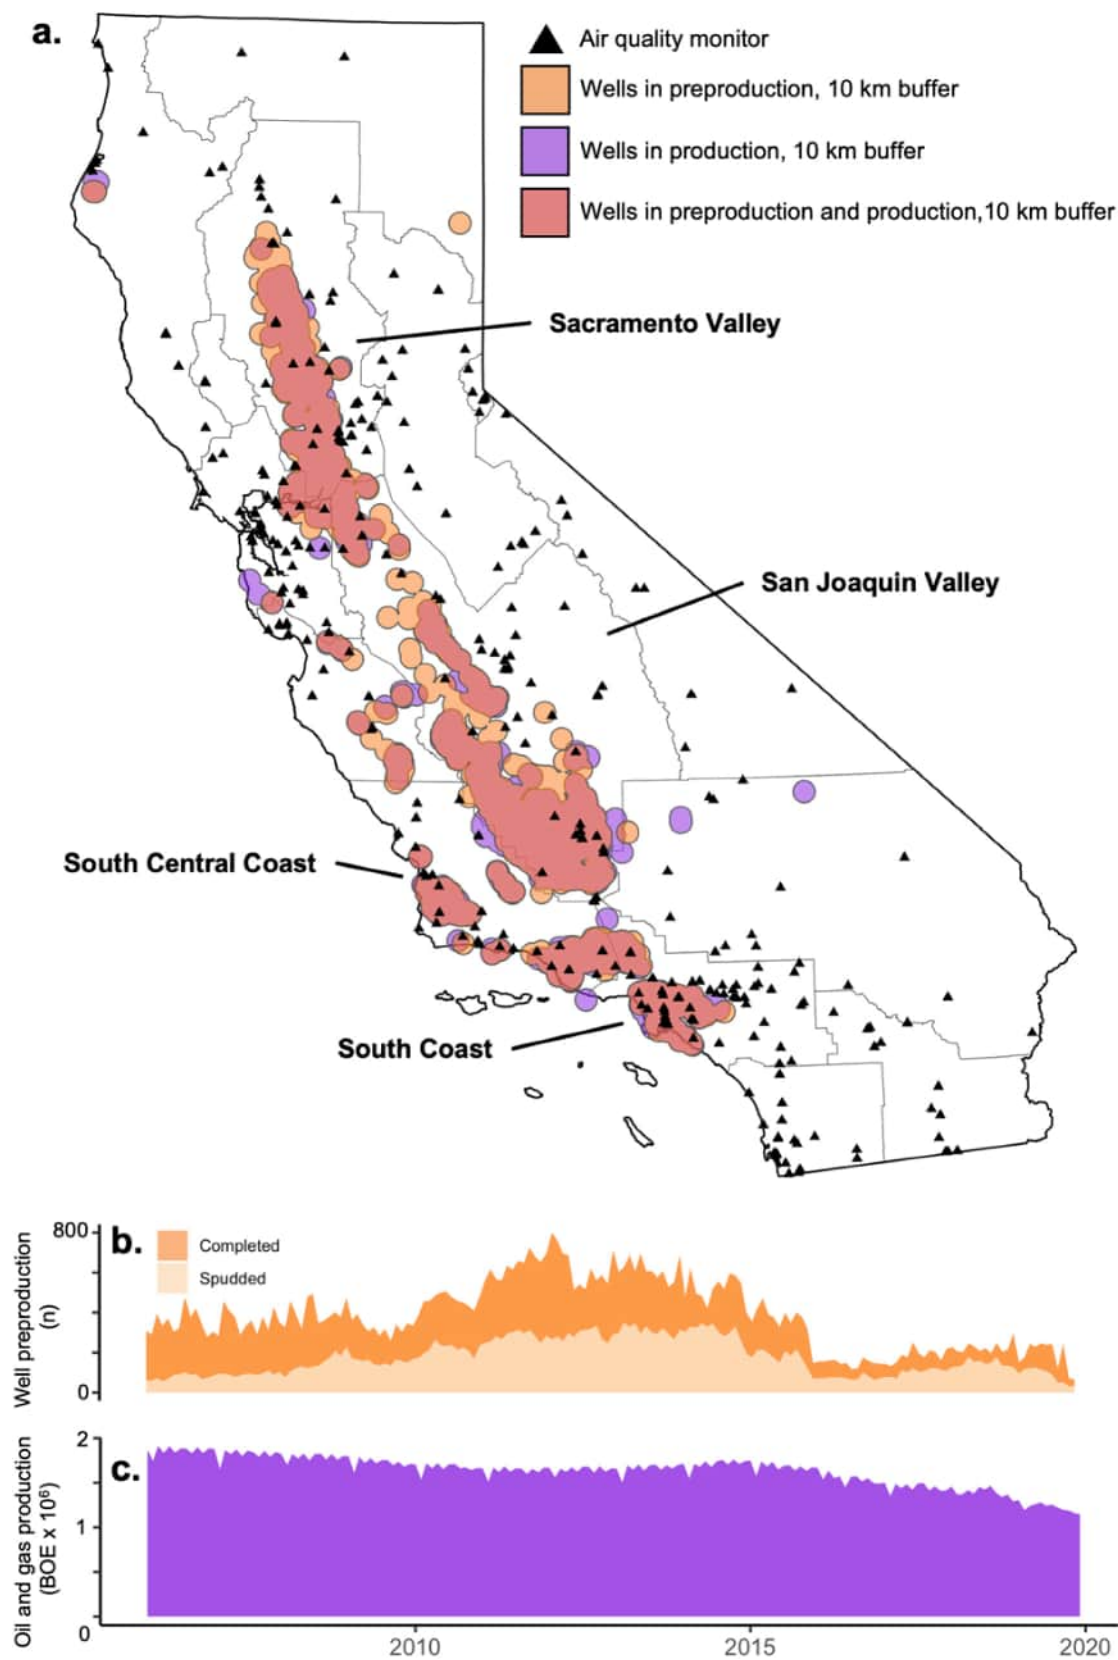 a.
Air quality monitor
Wells in preproduction, 10 km buffer
Wells in production, 10 km buffer
Wells in preproduction and production,10 km buffer
Sacramento Valley
San Joaquin Valley
South Central Coast
South Coast
b.
Well preproduction
(n)
800
0
Completed
Spudded
c.
Oil and gas production
(BOE x 10⁶)
2
1
0
2010
2015
2020